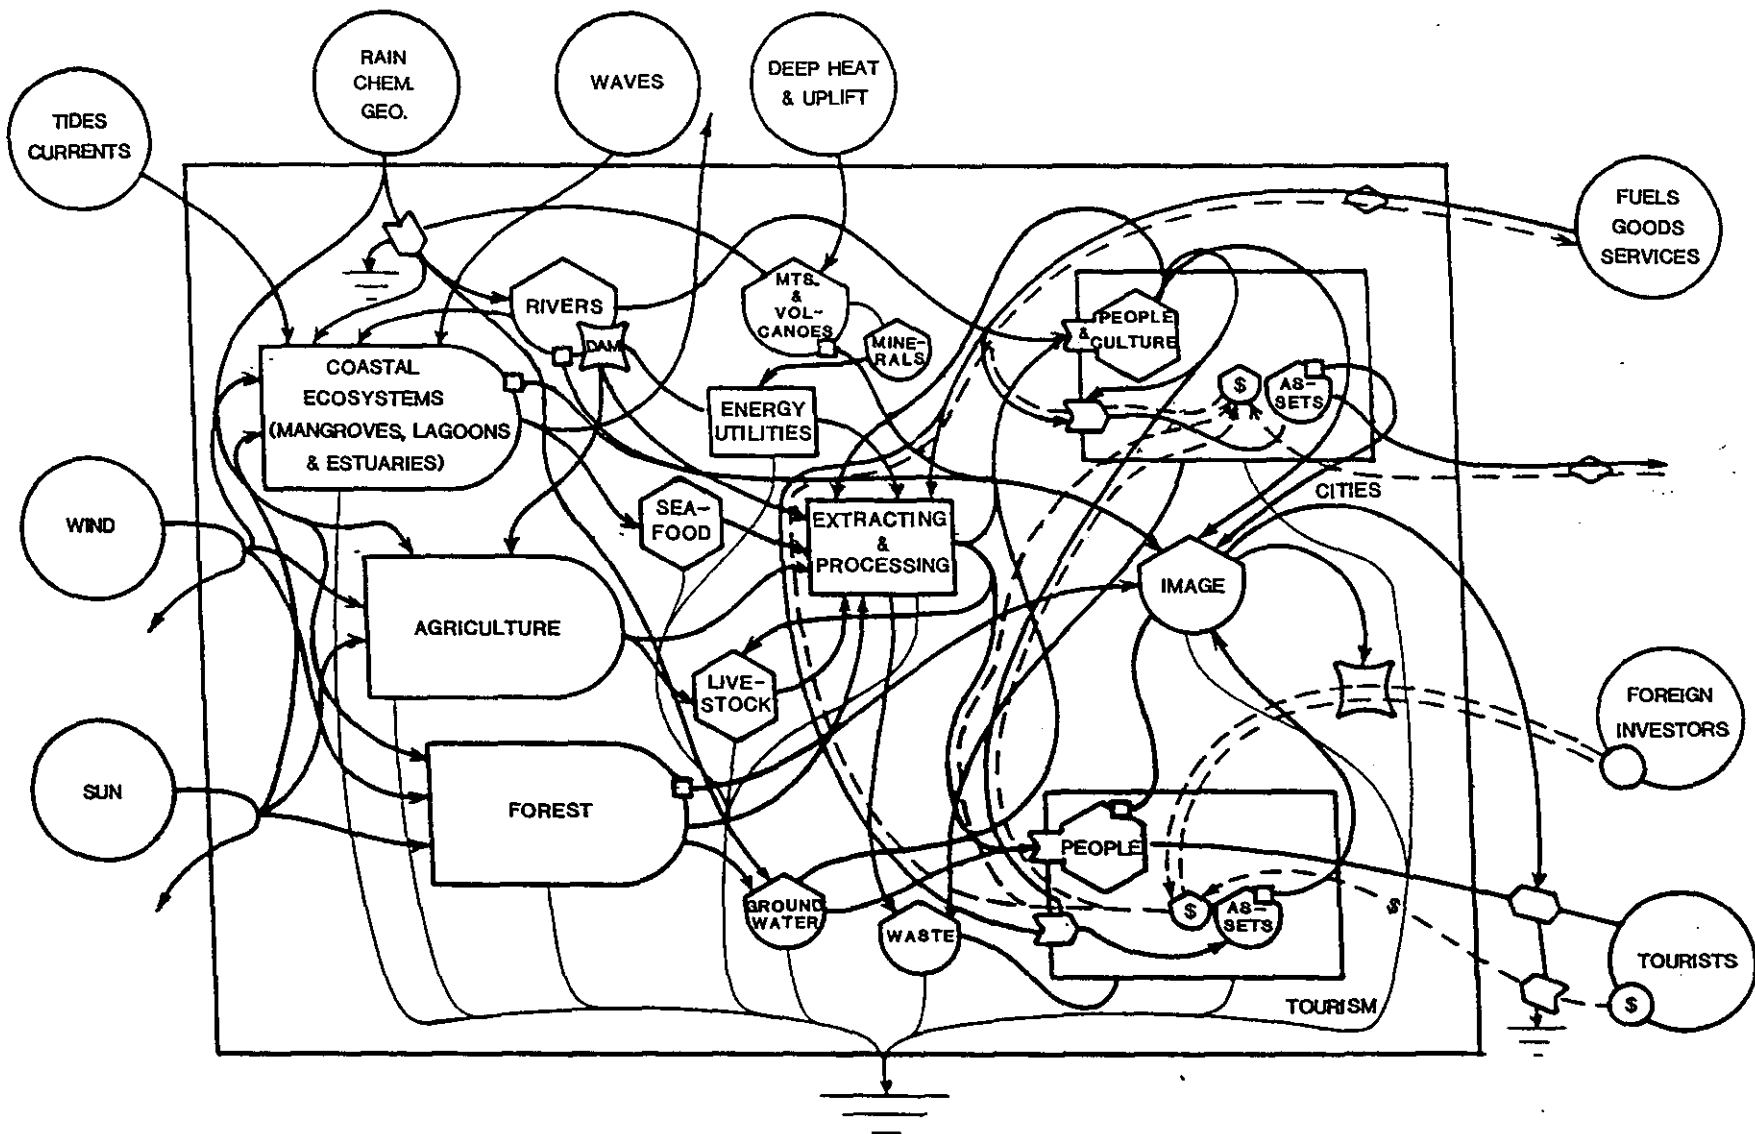 RAIN
CHEM.
GEO.
WAVES
DEEP HEAT
& UPLIFT
TIDES
CURRENTS
FUELS
GOODS
SERVICES
RIVERS
DAM
MTS.
&
VOL-
CANOES
MINE-
RALS
PEOPLE
&
CULTURE
$
AS-
SETS
CITIES
COASTAL
ECOSYSTEMS
(MANGROVES, LAGOONS
& ESTUARIES)
ENERGY
UTILITIES
SEA-
FOOD
EXTRACTING
&
PROCESSING
IMAGE
WIND
AGRICULTURE
LIVE-
STOCK
FOREIGN
INVESTORS
SUN
FOREST
PEOPLE
GROUND
WATER
WASTE
$
AS-
SETS
$
TOURISM
TOURISTS
$